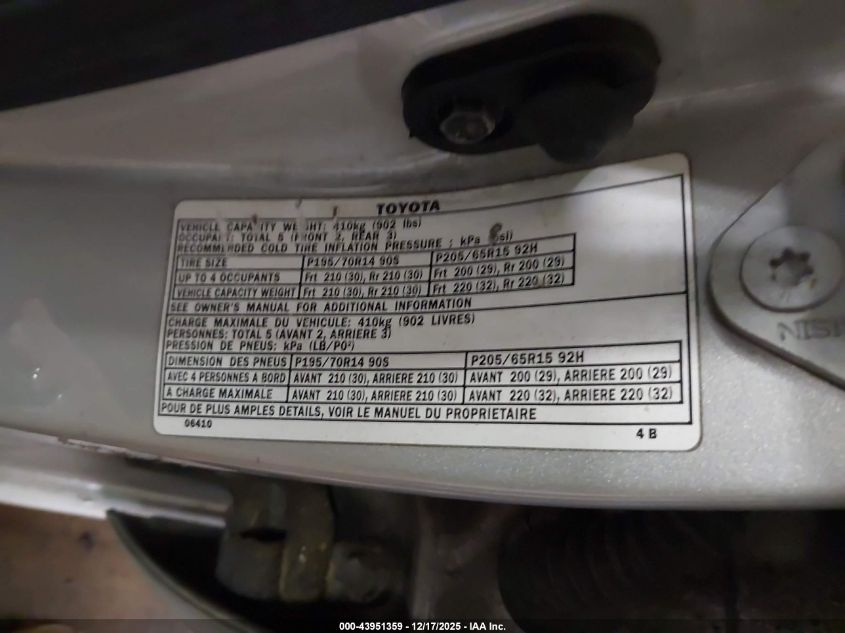 TOYOTA
VEHICLE CAPACITY WEIGHT: 410kg (902 lbs)
OCCUPANT: TOTAL 5 (FRONT 2, REAR 3)
RECOMMENDED COLD TIRE INFLATION PRESSURE ; kPa (psi)
TIRE SIZE P195/70R14 90S P205/65R15 92H
UP TO 4 OCCUPANTS Frt 210 (30), Rr 210 (30) Frt 200 (29), Rr 200 (29)
VEHICLE CAPACITY WEIGHT Frt 210 (30), Rr 210 (30) Frt 220 (32), Rr 220 (32)
SEE OWNER'S MANUAL FOR ADDITIONAL INFORMATION
CHARGE MAXIMALE DU VEHICULE: 410kg (902 LIVRES)
PERSONNES: TOTAL 5 (AVANT 2, ARRIERE 3)
PRESSION DE PNEUS: kPa (LB/PO²)
DIMENSION DES PNEUS P195/70R14 90S P205/65R15 92H
AVEC 4 PERSONNES A BORD AVANT 210 (30), ARRIERE 210 (30) AVANT 200 (29), ARRIERE 200 (29)
A CHARGE MAXIMALE AVANT 210 (30), ARRIERE 210 (30) AVANT 220 (32), ARRIERE 220 (32)
POUR DE PLUS AMPLES DETAILS, VOIR LE MANUEL DU PROPRIETAIRE
06410 4 B
000-43951359 - 12/17/2025 - IAA Inc.